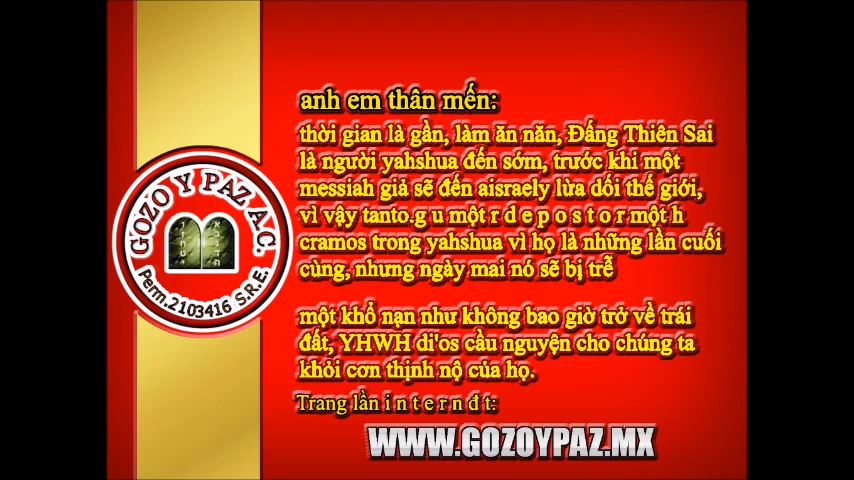 GOZO Y PAZ A.C.
Perm.2103416 S.R.E.
anh em thân mến:
thời gian là gần, làm ăn năn, Đấng Thiên Sai
là người yahshua đến sớm, trước khi một
messiah giả sẽ đến aisraely lừa dối thế giới,
vì vậy tanto.g u một r d e p o s t o r một h
cramos trong yahshua vì họ là những lần cuối
cùng, nhưng ngày mai nó sẽ bị trễ
một khổ nạn như không bao giờ trở về trái
đất, YHWH di'os cầu nguyện cho chúng ta
khỏi cơn thịnh nộ của họ.
Trang lần i n t e r n đ t:
WWW.GOZOYPAZ.MX